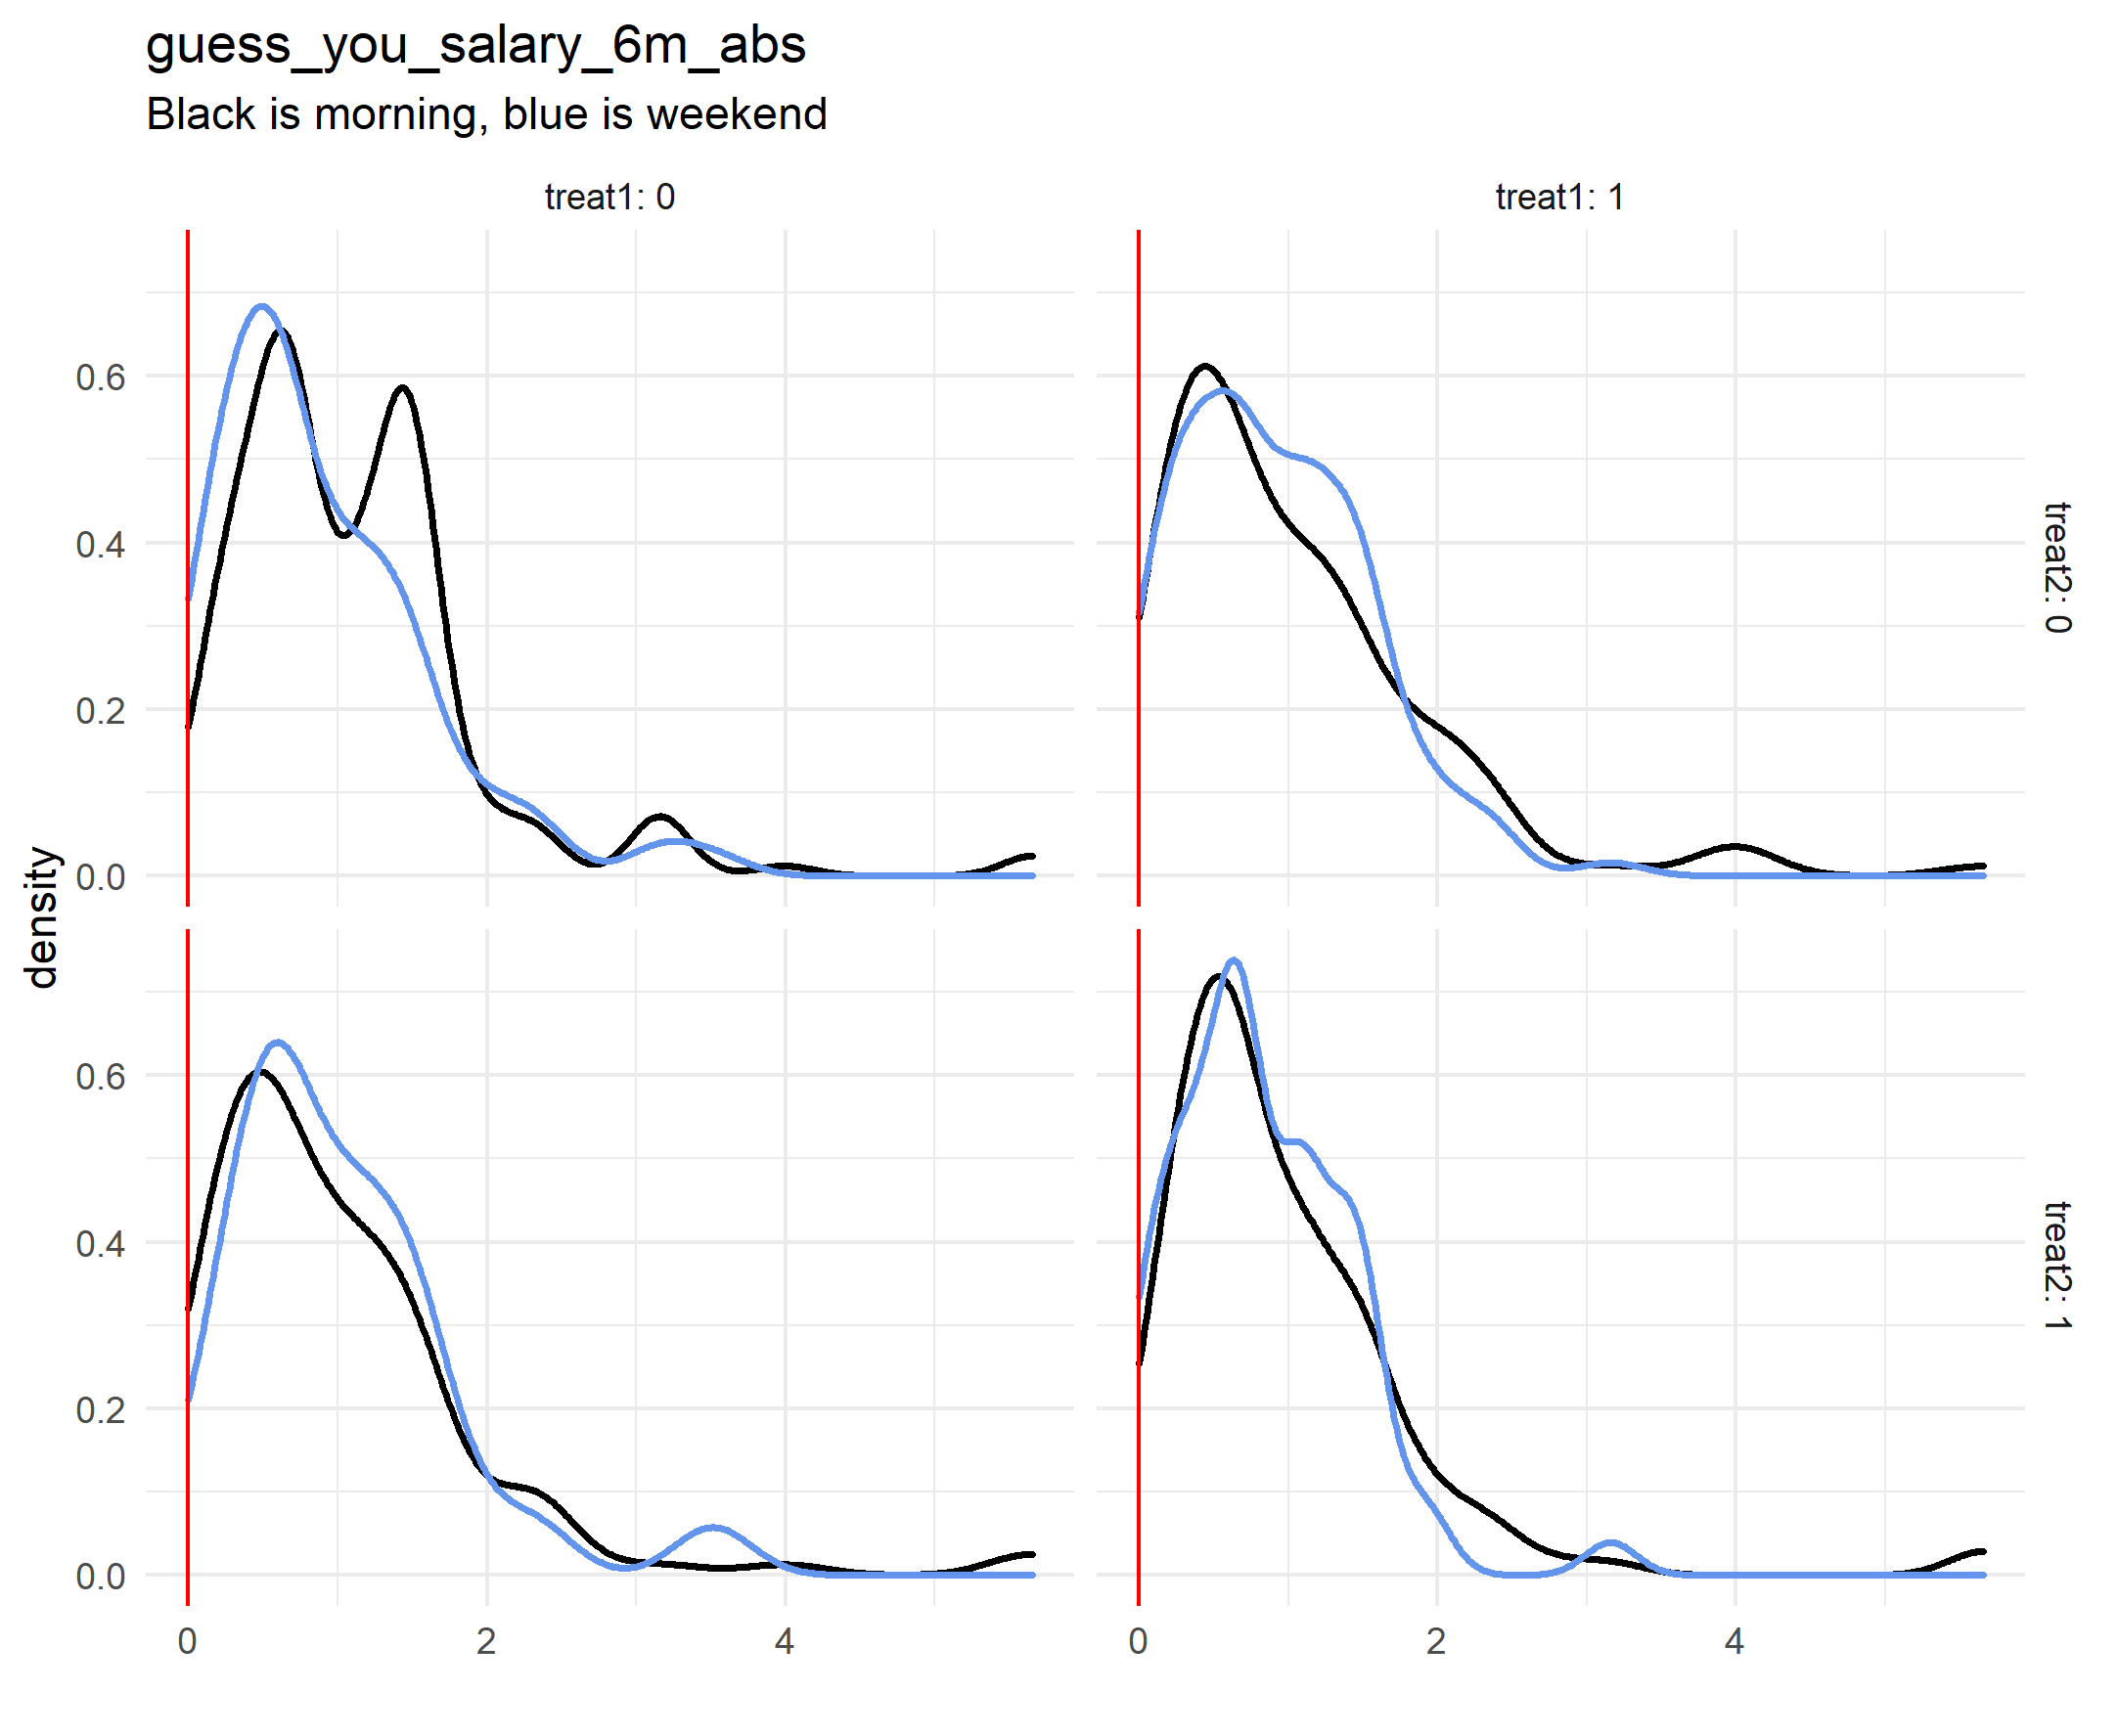 guess_you_salary_6m_abs
Black is morning, blue is weekend
treat1: 0
treat1: 1
0.6
0.4
0.2
0.0
treat2: 0
density
0.6
0.4
0.2
0.0
treat2: 1
0
2
4
0
2
4